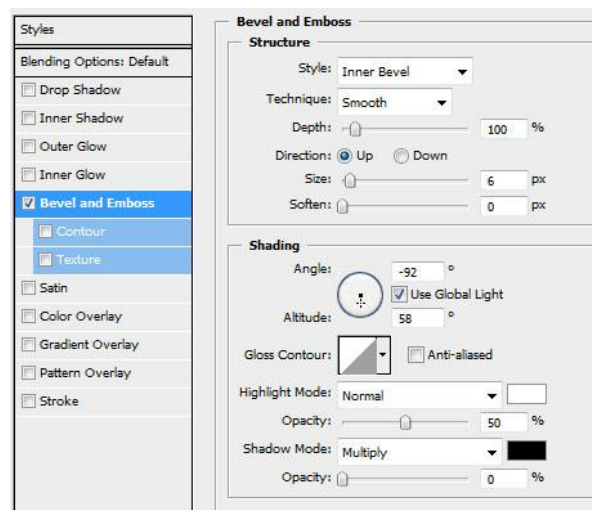 Styles
Blending Options: Default
Drop Shadow
Inner Shadow
Outer Glow
Inner Glow
Bevel and Emboss
Contour
Texture
Satin
Color Overlay
Gradient Overlay
Pattern Overlay
Stroke
Bevel and Emboss
Structure
Style: Inner Bevel
Technique: Smooth
Depth: 100 %
Direction: Up Down
Size: 6 px
Soften: 0 px
Shading
Angle: -92 °
Use Global Light
Altitude: 58 °
Gloss Contour: Anti-aliased
Highlight Mode: Normal
Opacity: 50 %
Shadow Mode: Multiply
Opacity: 0 %